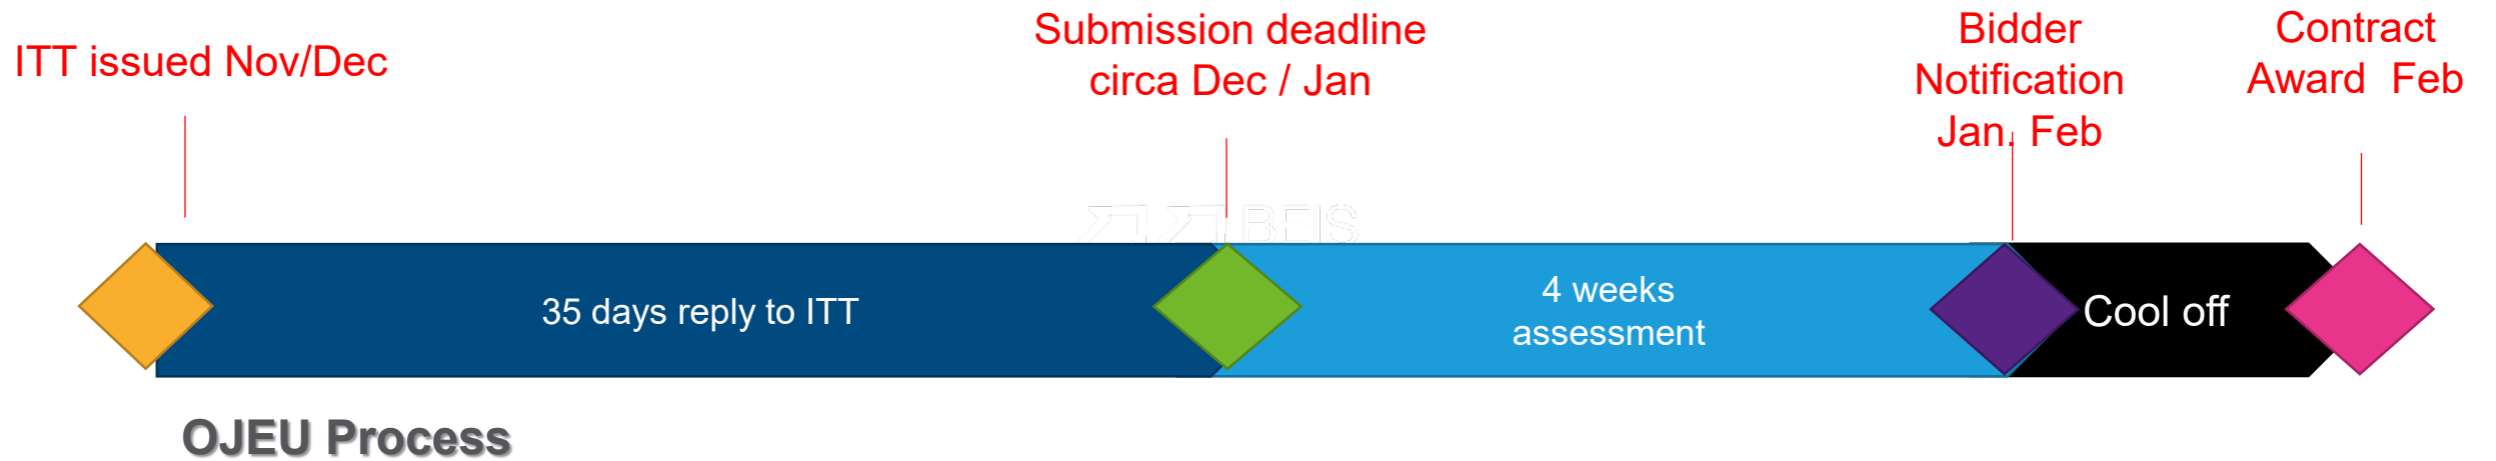 ITT issued Nov/Dec
Submission deadline
circa Dec / Jan
Bidder
Notification
Jan. Feb
Contract
Award  Feb
BEIS
35 days reply to ITT
4 weeks
assessment
Cool off
OJEU Process